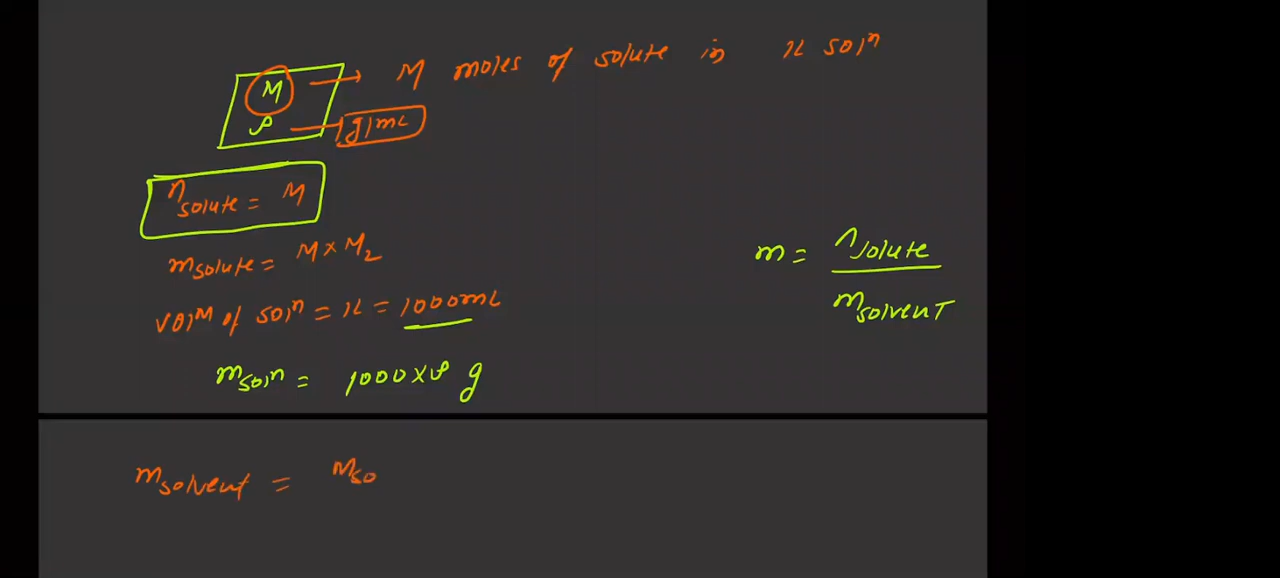 M → M moles of solute in 1L solⁿ
ρ → g/mL
n solute = M
m solute = M × M₂
m = n solute / m solvent
volᵐ of solⁿ = 1L = 1000mL
m solⁿ = 1000 × ρ g
m solvent = m so